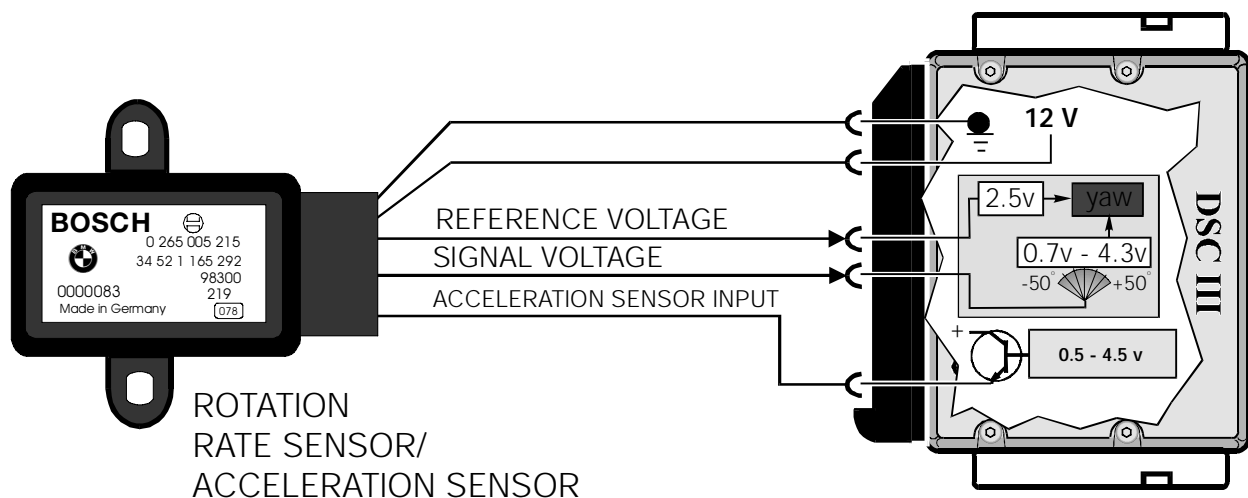 BOSCH
0 265 005 215
34 52 1 165 292
98300
0000083
219
Made in Germany
078
ROTATION
RATE SENSOR/
ACCELERATION SENSOR
REFERENCE VOLTAGE
SIGNAL VOLTAGE
ACCELERATION SENSOR INPUT
12 V
2.5v
yaw
0.7v - 4.3v
-50° +50°
+
0.5 - 4.5 v
DSC III